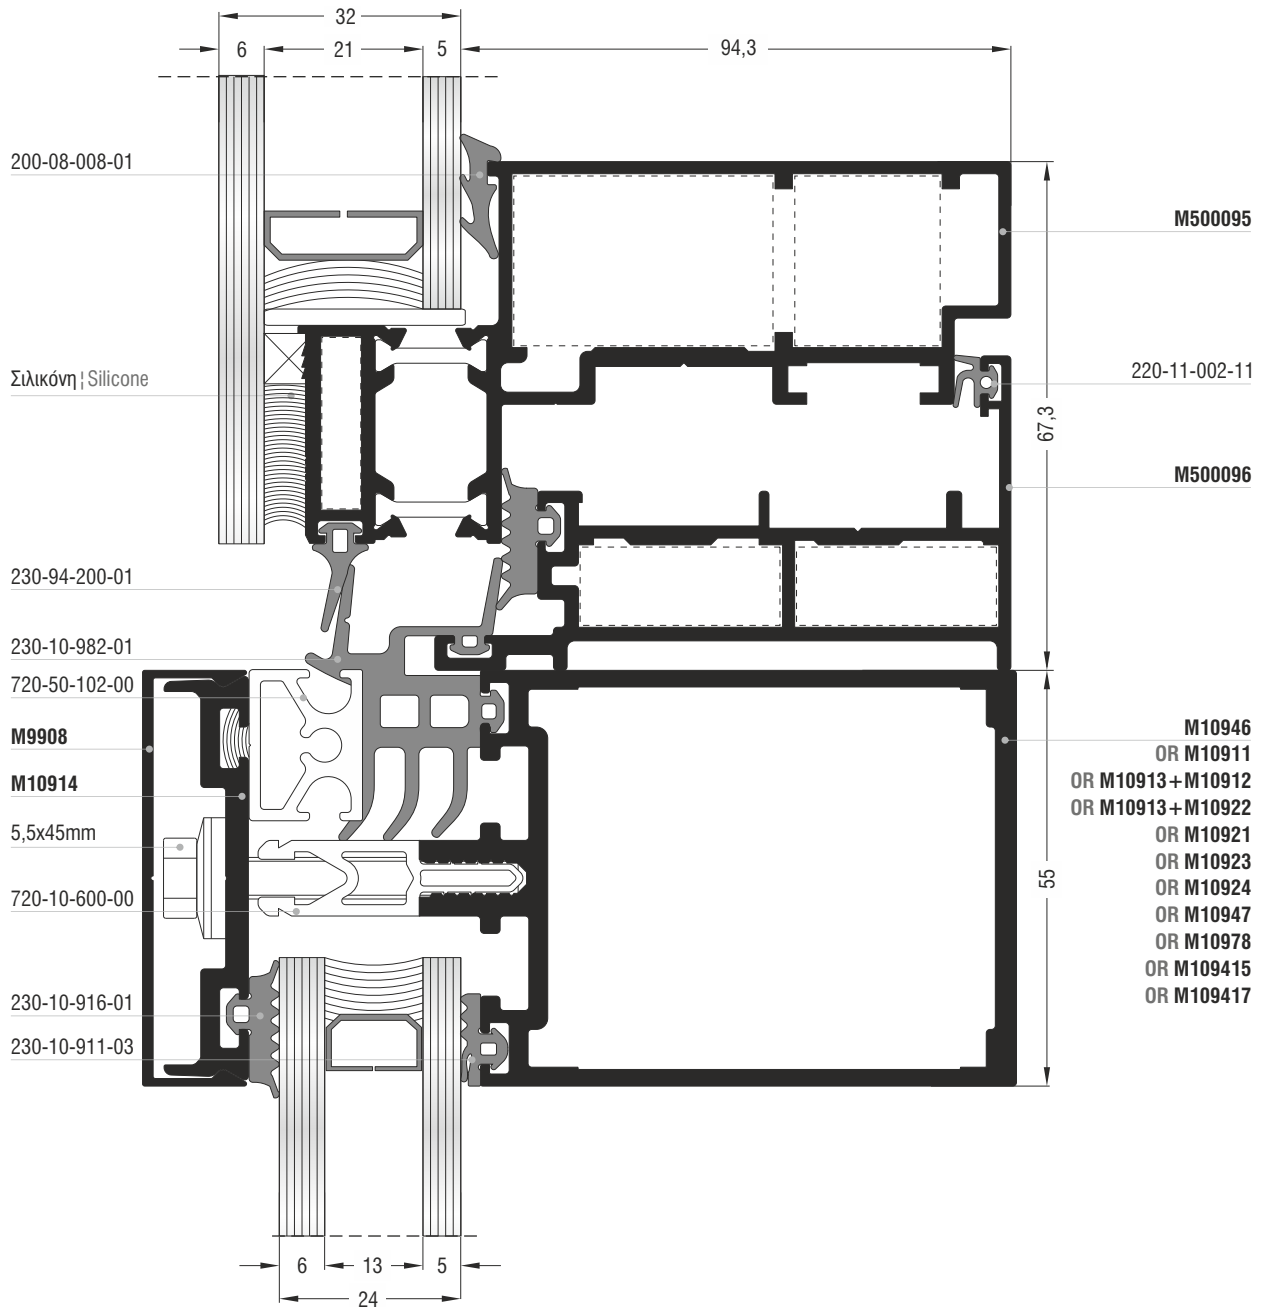 32
6
21
5
94,3
200-08-008-01
M500095
Σιλικόνη ¦ Silicone
220-11-002-11
67,3
M500096
230-94-200-01
230-10-982-01
720-50-102-00
M9908
M10914
5,5x45mm
720-10-600-00
230-10-916-01
230-10-911-03
M10946
OR M10911
OR M10913+M10912
OR M10913+M10922
OR M10921
OR M10923
OR M10924
OR M10947
OR M10978
OR M109415
OR M109417
55
6
13
5
24